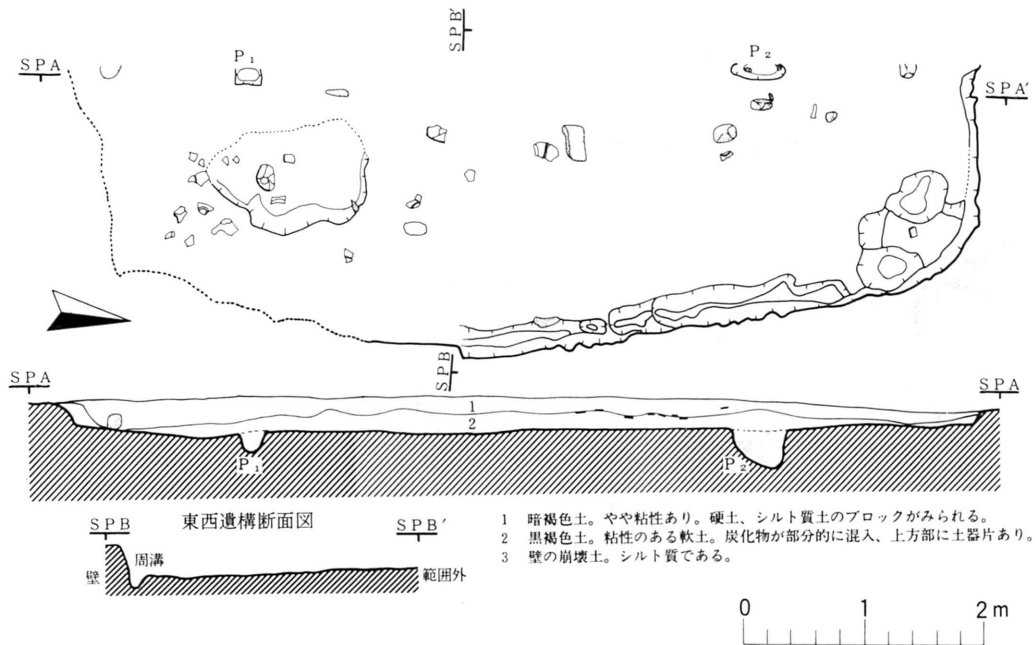 SPB'
SPA
P₁
P₂
SPA'
SPB
SPA
SPA
1
2
P₁
P₂
SPB
東西遺構断面図
SPB'
壁
周溝
範囲外
1 暗褐色土。やや粘性あり。硬土、シルト質土のブロックがみられる。
2 黒褐色土。粘性のある軟土。炭化物が部分的に混入、上方部に土器片あり。
3 壁の崩壊土。シルト質である。
0 1 2m